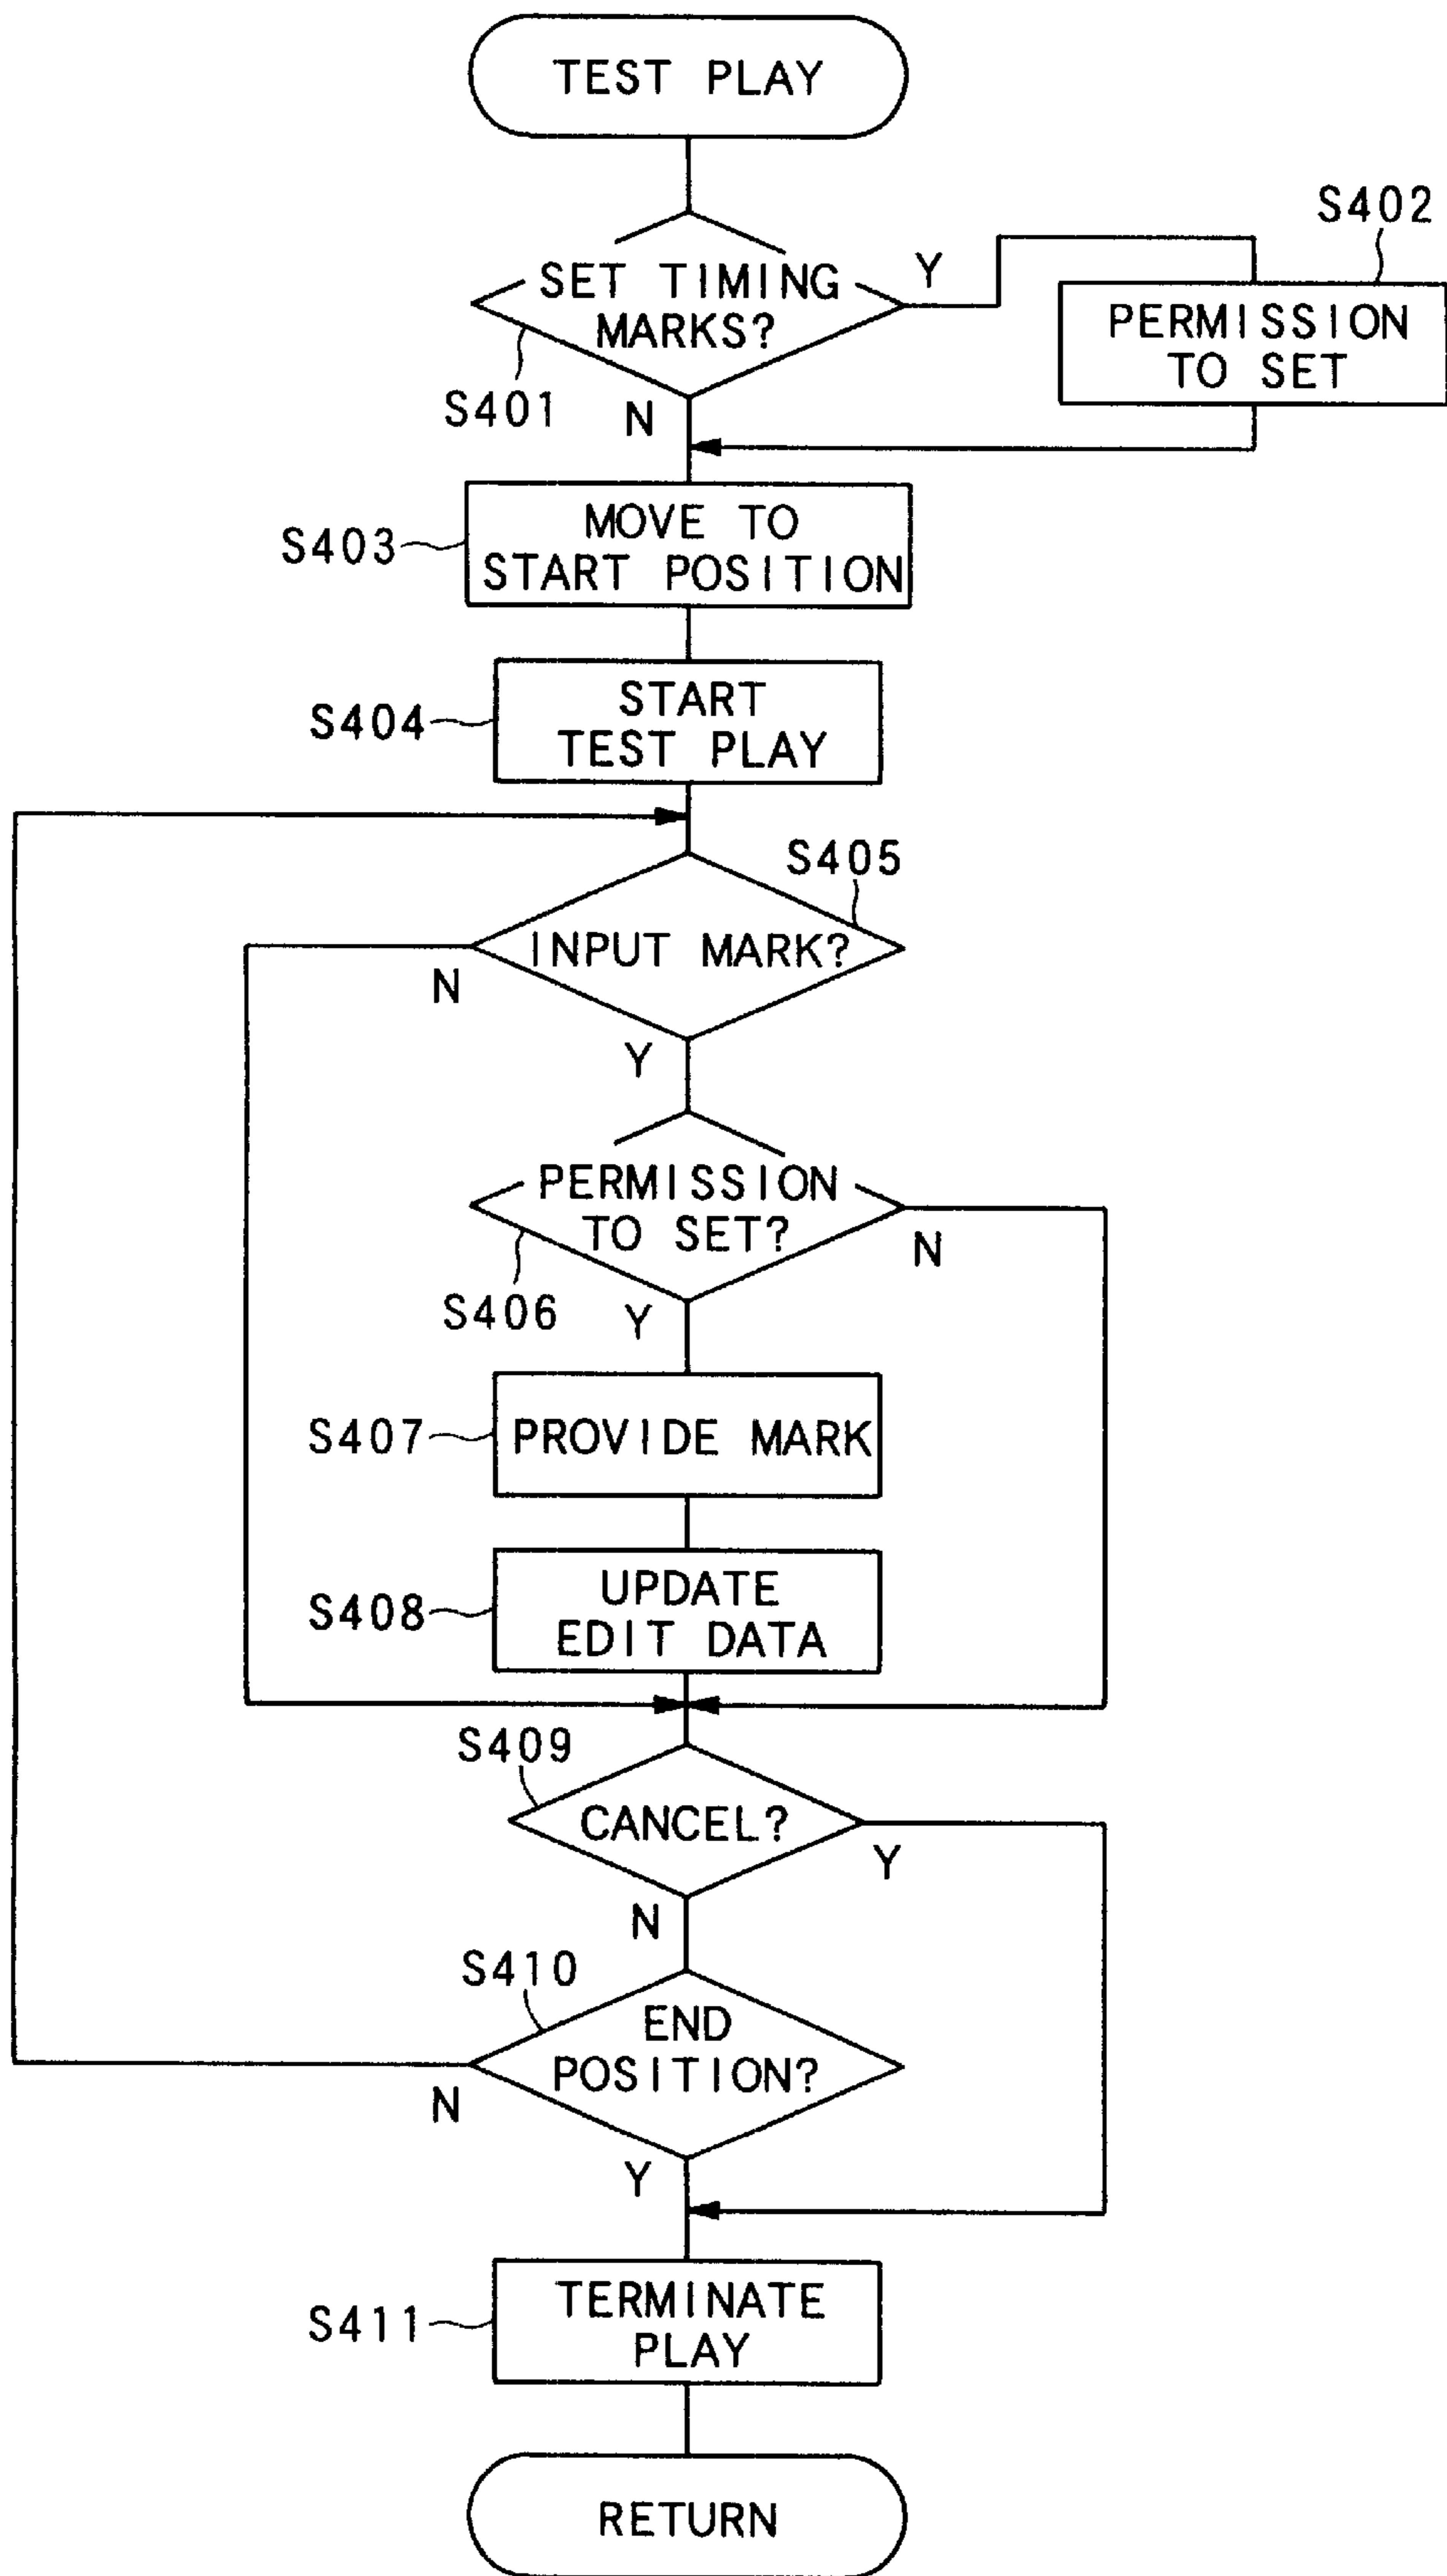 TEST PLAY
S402
SET TIMING
MARKS?
Y
PERMISSION
TO SET
S401
N
S403
MOVE TO
START POSITION
S404
START
TEST PLAY
S405
INPUT MARK?
N
Y
PERMISSION
TO SET?
N
S406
Y
S407
PROVIDE MARK
S408
UPDATE
EDIT DATA
S409
CANCEL?
Y
N
S410
END
POSITION?
N
Y
S411
TERMINATE
PLAY
RETURN